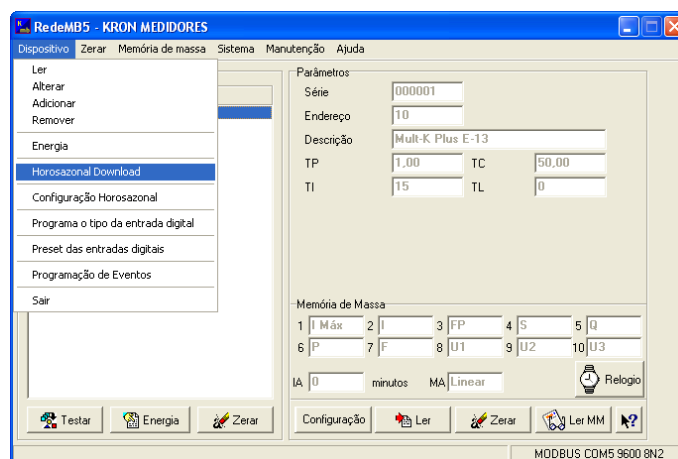 RedeMB5 - KRON MEDIDORES
Dispositivo Zerar Memória de massa Sistema Manutenção Ajuda
Ler
Alterar
Adicionar
Remover
Energia
Horosazonal Download
Configuração Horosazonal
Programa o tipo da entrada digital
Preset das entradas digitais
Programação de Eventos
Sair
Parâmetros
Série 000001
Endereço 10
Descrição Mult-K Plus E-13
TP 1,00 TC 50,00
TI 15 TL 0
Memória de Massa
1 I Máx 2 I 3 FP 4 S 5 Q
6 P 7 F 8 U1 9 U2 10 U3
IA 0 minutos MA Linear Relogio
Testar Energia Zerar Configuração Ler Zerar Ler MM
MODBUS COM5 9600 8N2